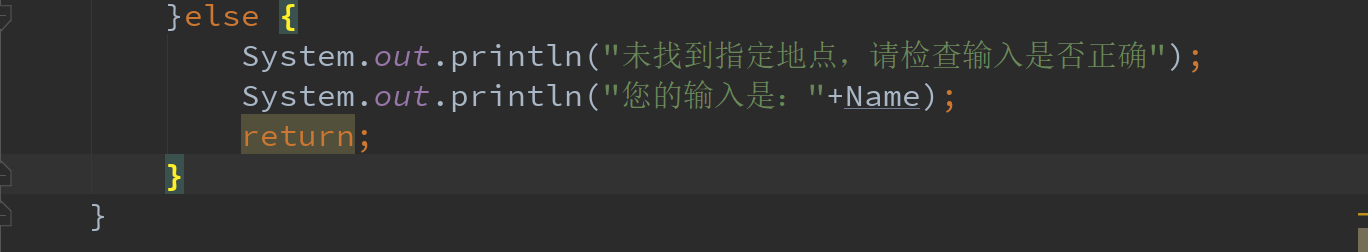 }else {
System.out.println("未找到指定地点，请检查输入是否正确");
System.out.println("您的输入是："+Name);
return;
}
}